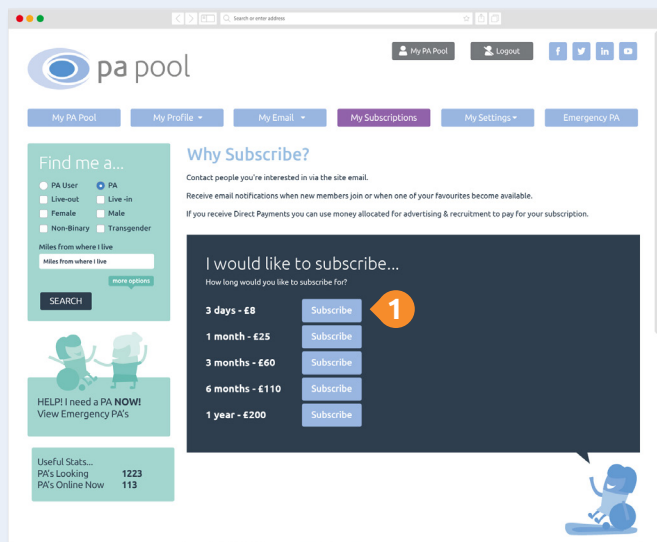 Search or enter address
pa pool
My PA Pool
Logout
f
in
My PA Pool
My Profile
My Email
My Subscriptions
My Settings
Emergency PA
Find me a...
PA User PA
Live-out Live -in
Female Male
Non-Binary Transgender
Miles from where I live
Miles from where I live
more options
SEARCH
HELP! I need a PA NOW!
View Emergency PA's
Useful Stats...
PA's Looking 1223
PA's Online Now 113
Why Subscribe?
Contact people you're interested in via the site email.
Receive email notifications when new members join or when one of your favourites become available.
If you receive Direct Payments you can use money allocated for advertising & recruitment to pay for your subscription.
I would like to subscribe...
How long would you like to subscribe for?
3 days - £8 Subscribe 1
1 month - £25 Subscribe
3 months - £60 Subscribe
6 months - £110 Subscribe
1 year - £200 Subscribe